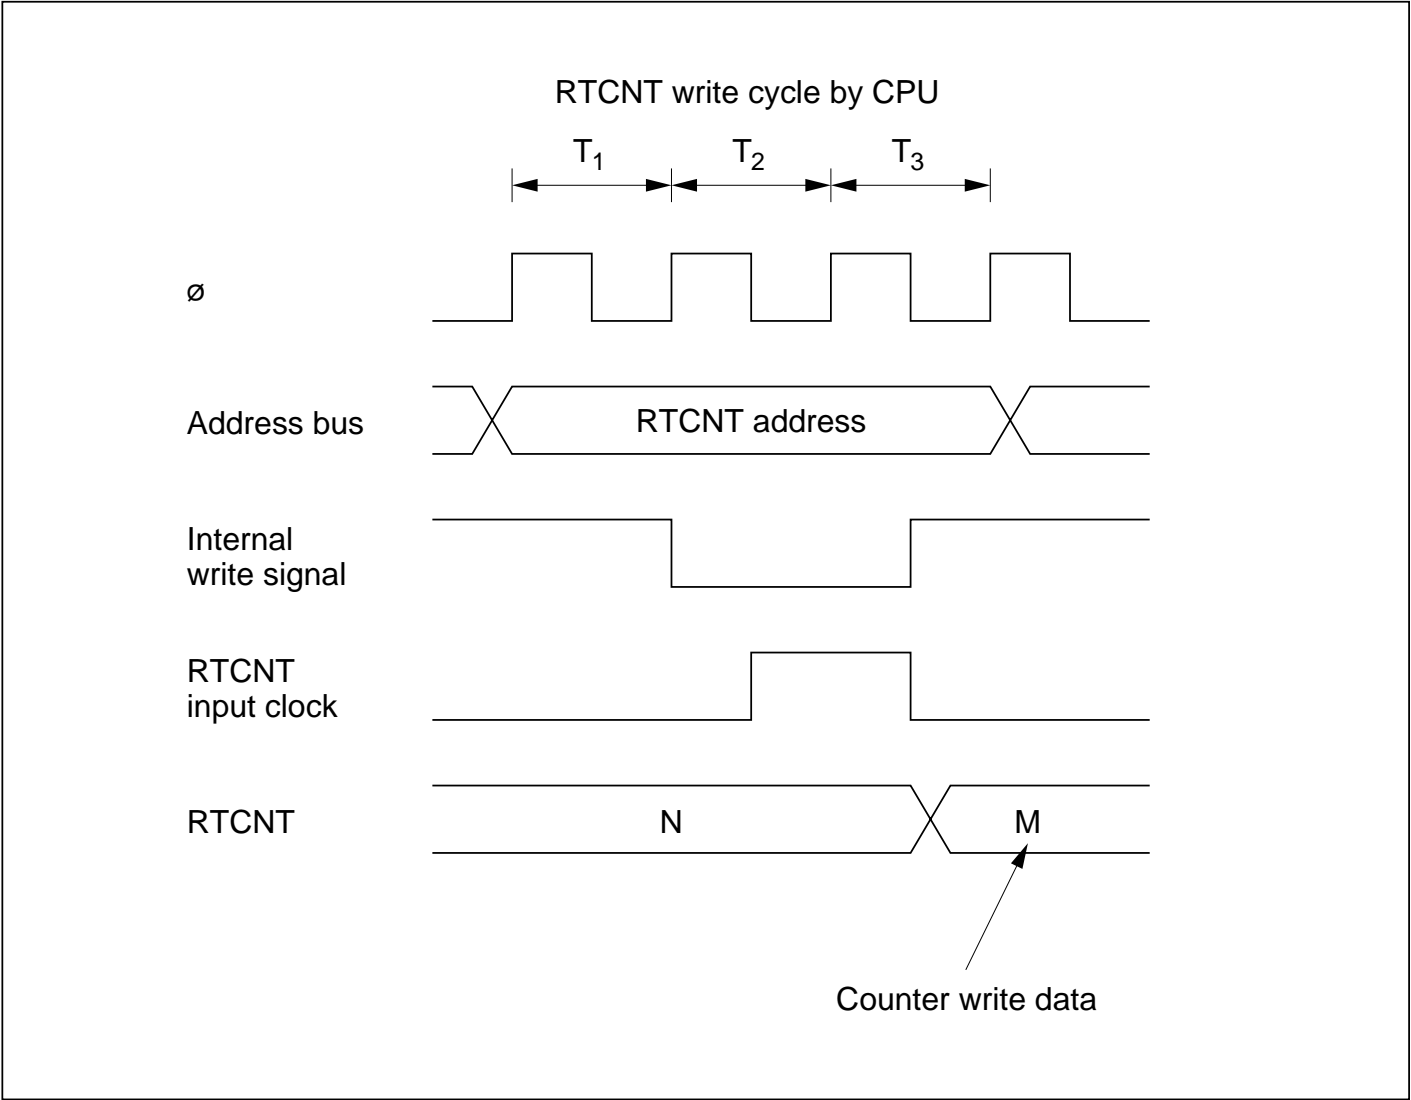 RTCNT write cycle by CPU
T1 T2 T3
ø
Address bus RTCNT address
Internal
write signal
RTCNT
input clock
RTCNT N M
Counter write data